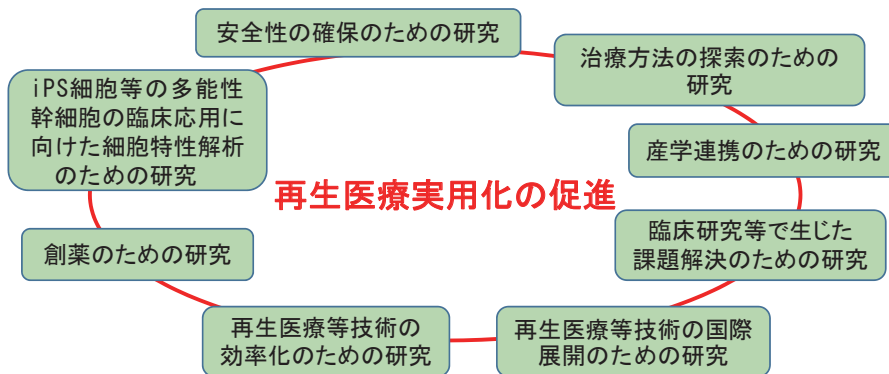 安全性の確保のための研究
治療方法の探索のための
研究
iPS細胞等の多能性
幹細胞の臨床応用に
向けた細胞特性解析
のための研究
産学連携のための研究
再生医療実用化の促進
臨床研究等で生じた
課題解決のための研究
創薬のための研究
再生医療等技術の
効率化のための研究
再生医療等技術の国際
展開のための研究